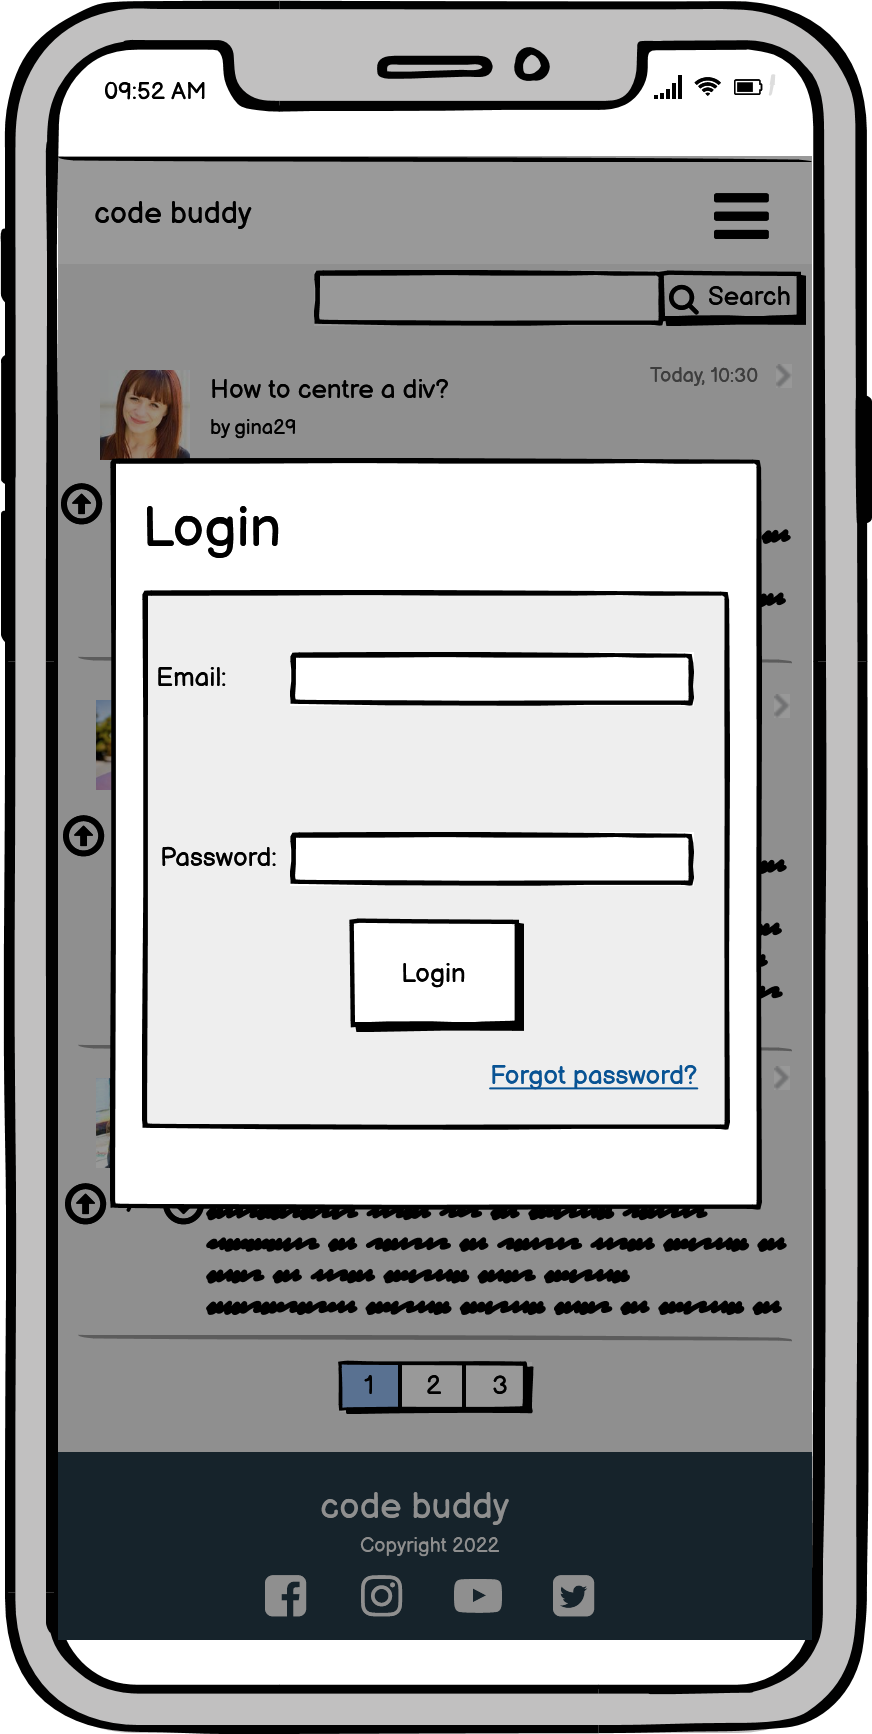 09:52 AM
code buddy
Search
How to centre a div?
Today, 10:30
by gina29
Login
Email:
Password:
Login
Forgot password?
1 2 3
code buddy
Copyright 2022